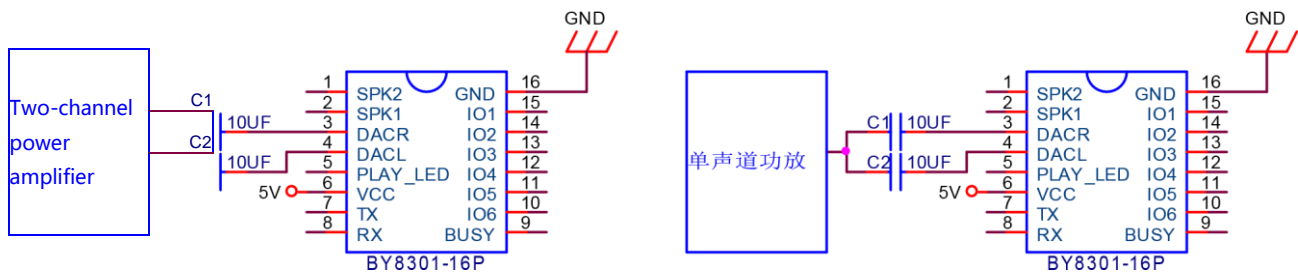 GND
Two-channel
power
amplifier
C1
10UF
C2
10UF
5V
1 SPK2 GND 16
2 SPK1 IO1 15
3 DACR IO2 14
4 DACL IO3 13
5 PLAY_LED IO4 12
6 VCC IO5 11
7 TX IO6 10
8 RX BUSY 9
BY8301-16P
GND
单声道功放
C1 10UF
C2 10UF
5V
1 SPK2 GND 16
2 SPK1 IO1 15
3 DACR IO2 14
4 DACL IO3 13
5 PLAY_LED IO4 12
6 VCC IO5 11
7 TX IO6 10
8 RX BUSY 9
BY8301-16P